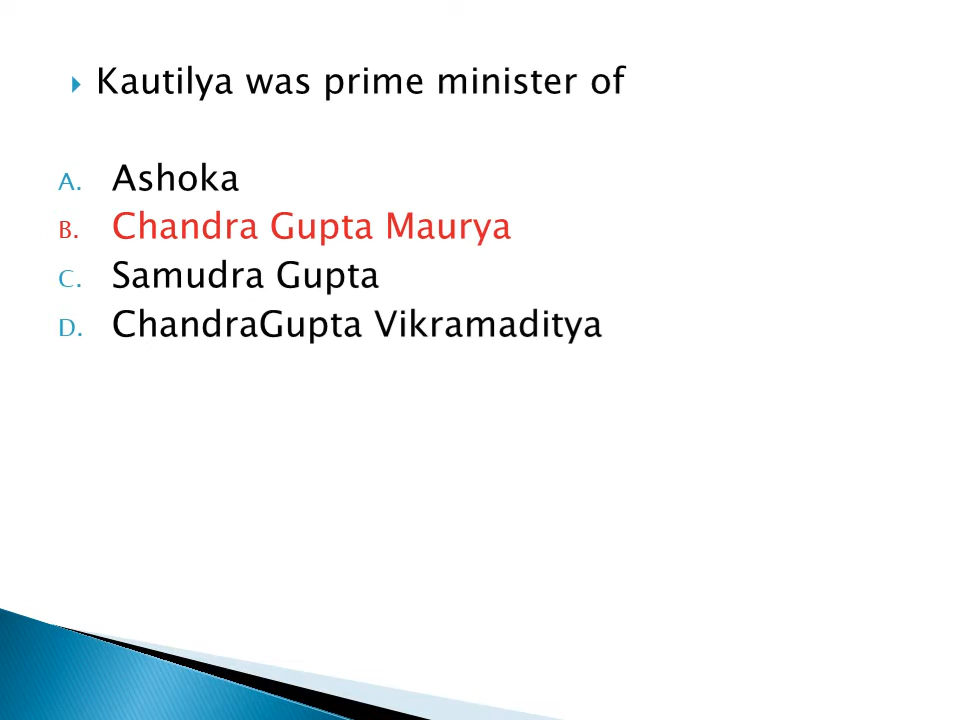 Kautilya was prime minister of
A. Ashoka
B. Chandra Gupta Maurya
C. Samudra Gupta
D. ChandraGupta Vikramaditya